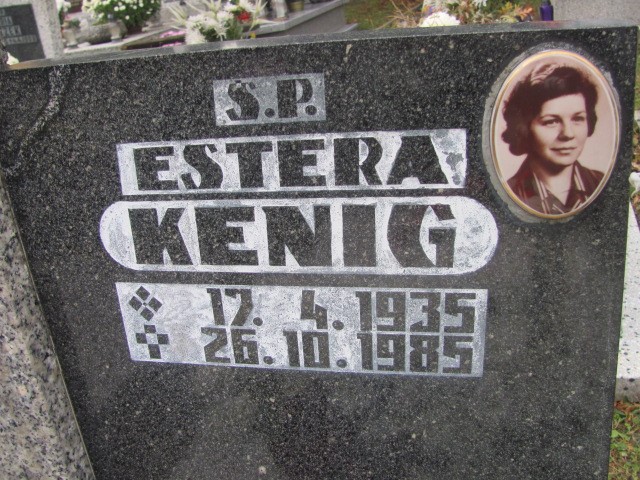 Ś.P.
ESTERA
KENIG
17. 4. 1935
26. 10. 1985